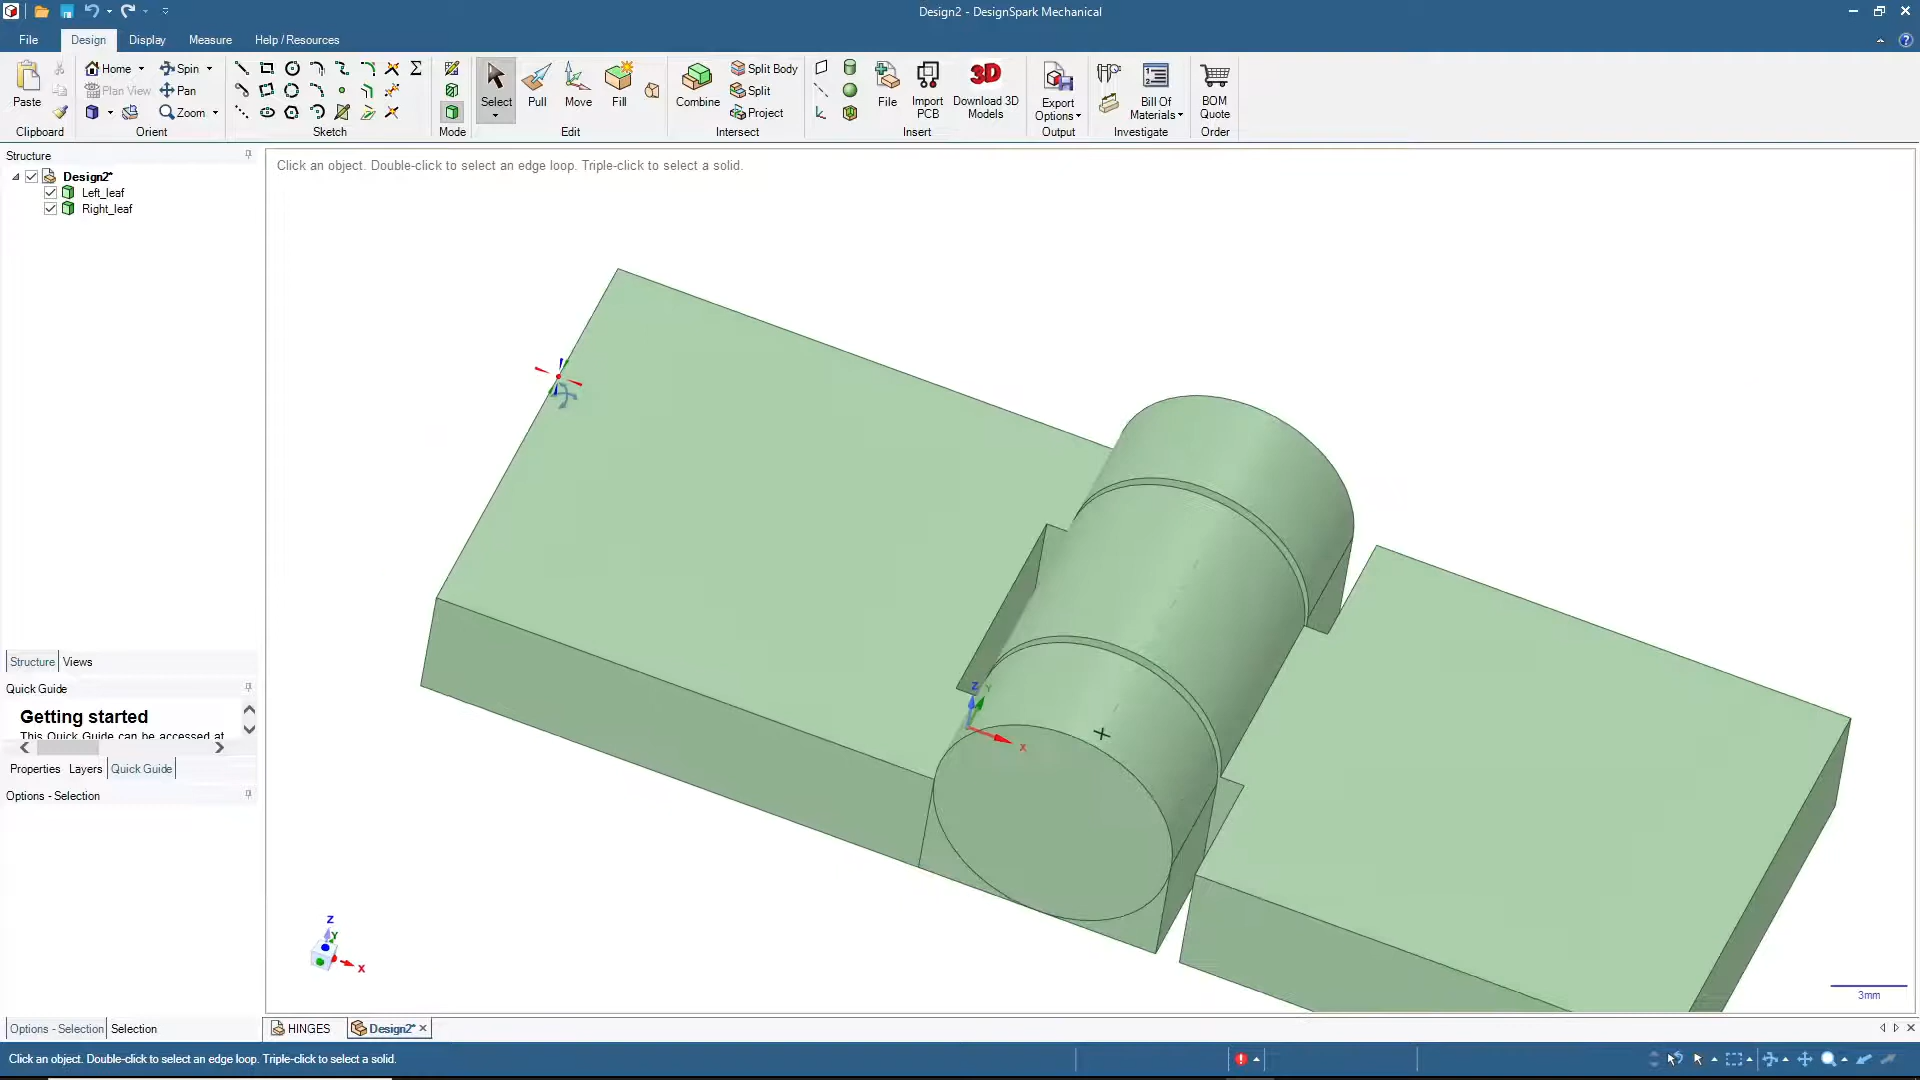 Design2 - DesignSpark Mechanical
File Design Display Measure Help / Resources
Paste Home Spin Select Pull Move Fill Combine Split Body File Import PCB Download 3D Models Export Options Bill Of Materials BOM Quote
Plan View Pan Split
Zoom Project
3D
Clipboard Orient Sketch Mode Edit Intersect Insert Output Investigate Order
Structure
Click an object. Double-click to select an edge loop. Triple-click to select a solid.
Design2*
Left_leaf
Right_leaf
Structure Views
Quick Guide
Getting started
This Quick Guide can be accessed at
Properties Layers Quick Guide
Options - Selection
Z
Y
X
Z
Y
X
3mm
Options - Selection Selection HINGES Design2*
Click an object. Double-click to select an edge loop. Triple-click to select a solid.